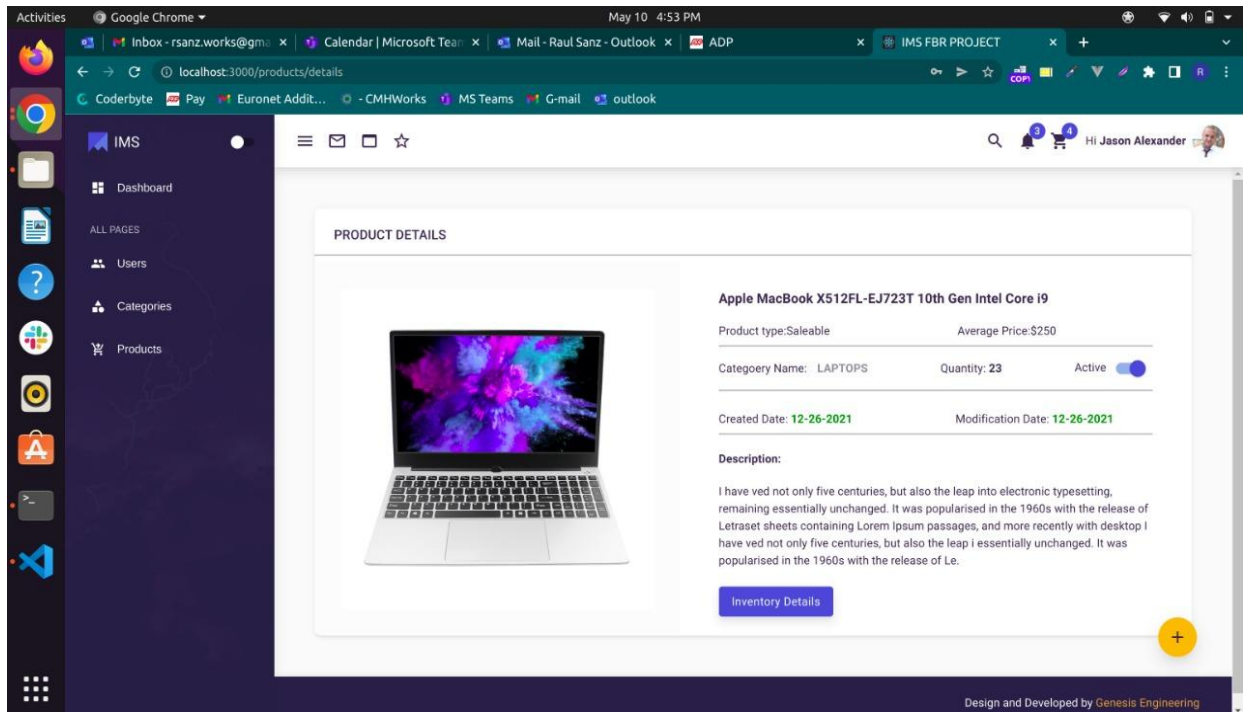 Activities Google Chrome May 10 4:53 PM
Inbox - rsanz.works@gma Calendar | Microsoft Tean Mail - Raul Sanz - Outlook ADP IMS FBR PROJECT
localhost:3000/products/details COPY R
Coderbyte Pay Euronet Addit... - CMHWorks MS Teams G-mail outlook
IMS 3 4 Hi Jason Alexander
Dashboard
ALL PAGES
Users
Categories
Products
PRODUCT DETAILS
Apple MacBook X512FL-EJ723T 10th Gen Intel Core i9
Product type:Saleable Average Price:$250
Categoery Name: LAPTOPS Quantity: 23 Active
Created Date: 12-26-2021 Modification Date: 12-26-2021
Description:
I have ved not only five centuries, but also the leap into electronic typesetting,
remaining essentially unchanged. It was popularised in the 1960s with the release of
Letraset sheets containing Lorem Ipsum passages, and more recently with desktop I
have ved not only five centuries, but also the leap i essentially unchanged. It was
popularised in the 1960s with the release of Le.
Inventory Details
Design and Developed by Genesis Engineering